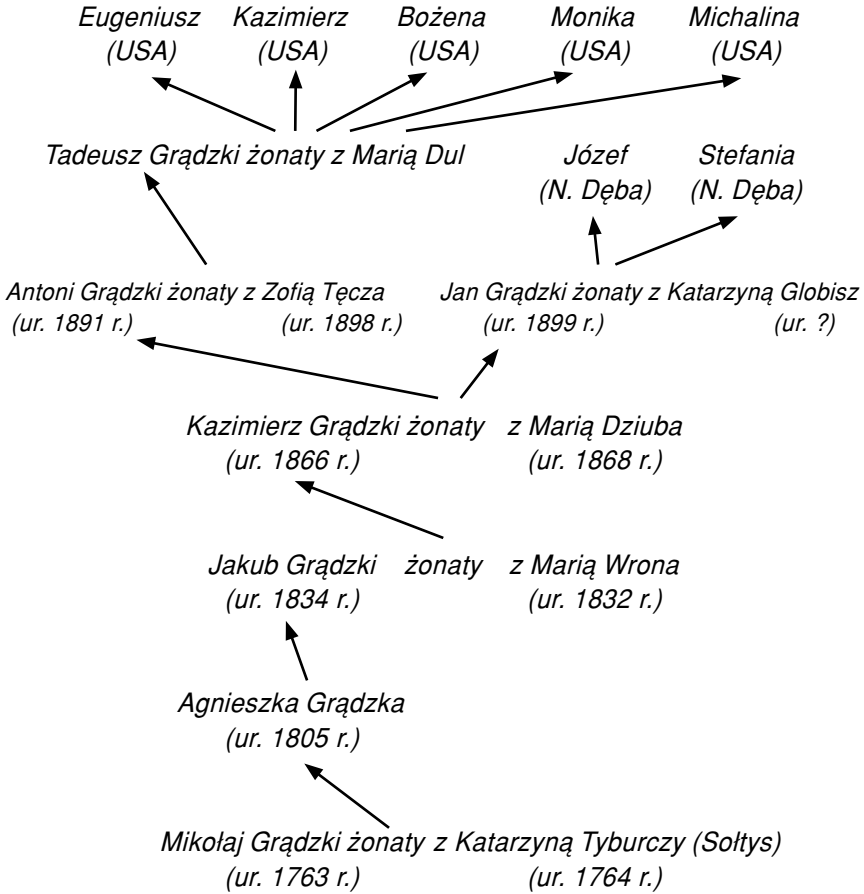 Eugeniusz Kazimierz Bożena Monika Michalina
(USA) (USA) (USA) (USA) (USA)
Tadeusz Grądzki żonaty z Marią Dul Józef Stefania
(N. Dęba) (N. Dęba)
Antoni Grądzki żonaty z Zofią Tęcza Jan Grądzki żonaty z Katarzyną Globisz
(ur. 1891 r.) (ur. 1898 r.) (ur. 1899 r.) (ur. ?)
Kazimierz Grądzki żonaty z Marią Dziuba
(ur. 1866 r.) (ur. 1868 r.)
Jakub Grądzki żonaty z Marią Wrona
(ur. 1834 r.) (ur. 1832 r.)
Agnieszka Grądzka
(ur. 1805 r.)
Mikołaj Grądzki żonaty z Katarzyną Tyburczy (Sołtys)
(ur. 1763 r.) (ur. 1764 r.)